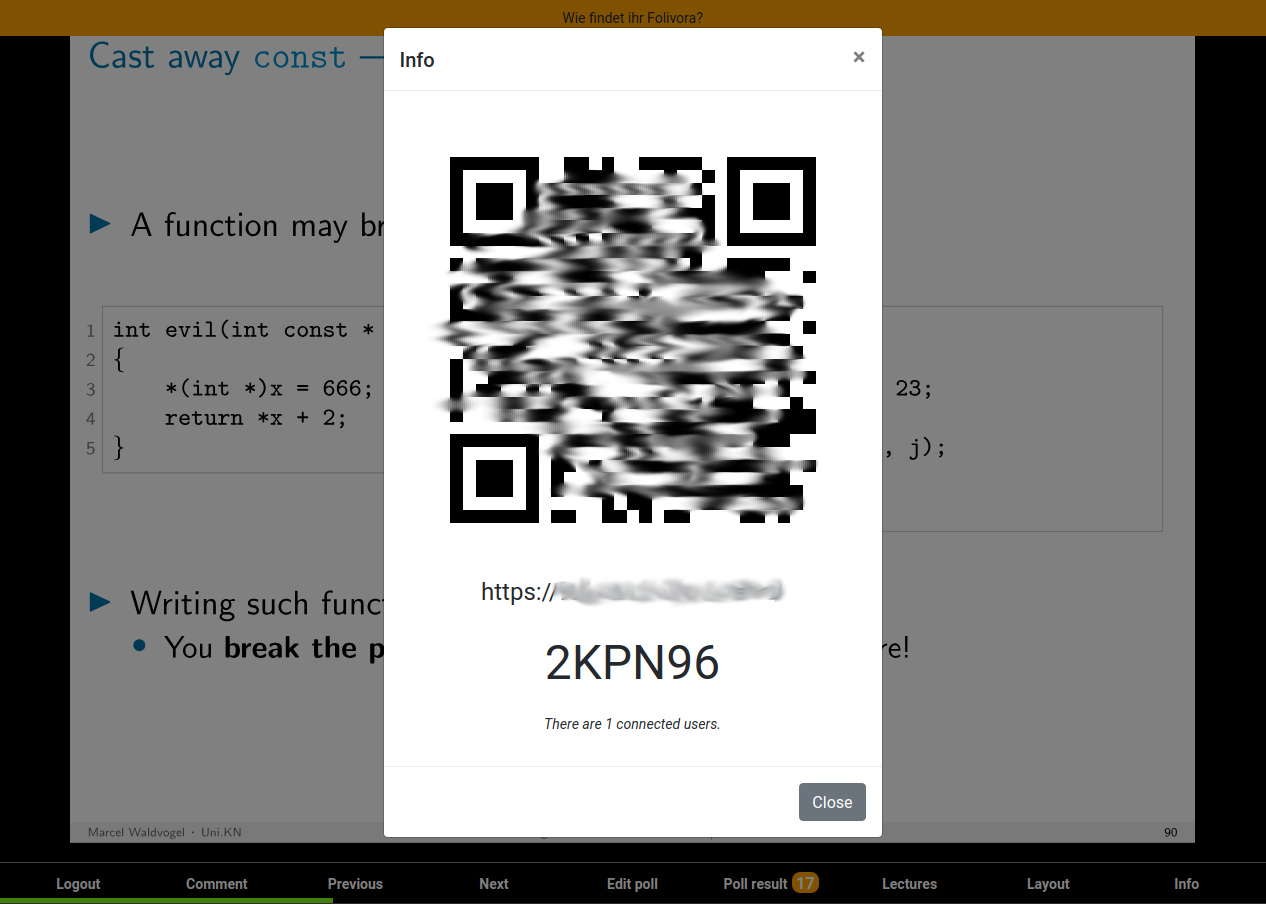 Wie findet ihr Folivora?
Cast away const —
Info
×
A function may br
1 int evil(int const *
2 {
3 *(int *)x = 666;
23;
4 return *x + 2;
5 }
, j);
https://
Writing such funct
2KPN96
You break the p
re!
There are 1 connected users.
Close
Marcel Waldvogel · Uni.KN
90
Logout Comment Previous Next Edit poll Poll result 17 Lectures Layout Info